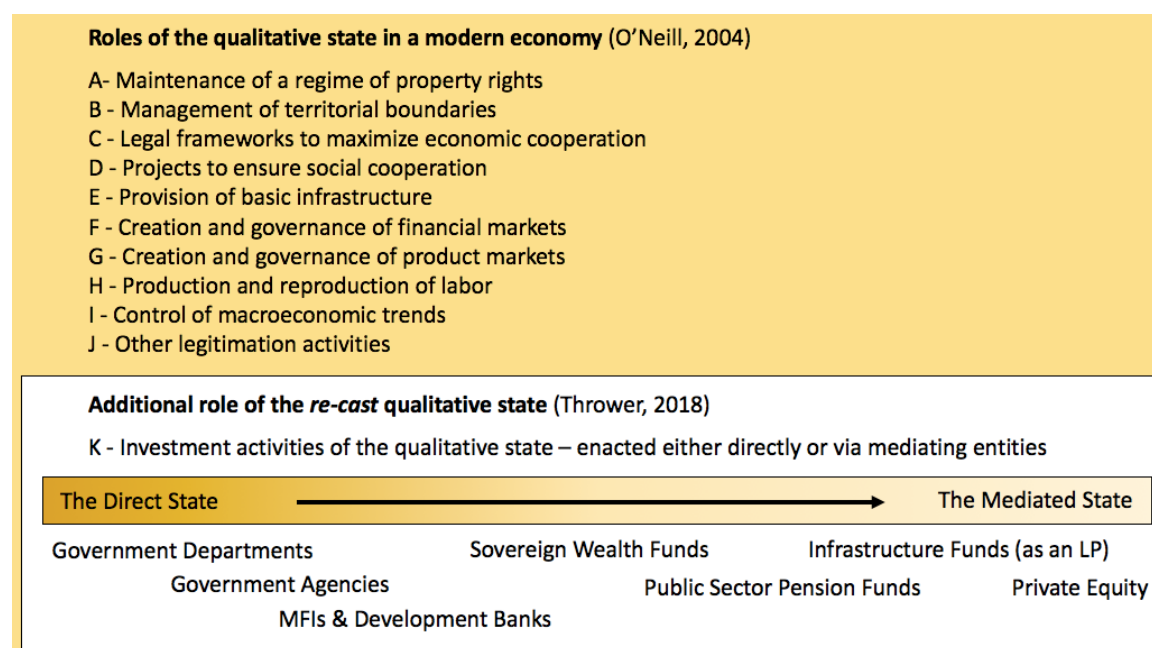 Roles of the qualitative state in a modern economy (O’Neill, 2004)
A- Maintenance of a regime of property rights
B - Management of territorial boundaries
C - Legal frameworks to maximize economic cooperation
D - Projects to ensure social cooperation
E - Provision of basic infrastructure
F - Creation and governance of financial markets
G - Creation and governance of product markets
H - Production and reproduction of labor
I - Control of macroeconomic trends
J - Other legitimation activities
Additional role of the re-cast qualitative state (Thrower, 2018)
K - Investment activities of the qualitative state – enacted either directly or via mediating entities
The Direct State The Mediated State
Government Departments Sovereign Wealth Funds Infrastructure Funds (as an LP)
Government Agencies Public Sector Pension Funds Private Equity
MFIs & Development Banks